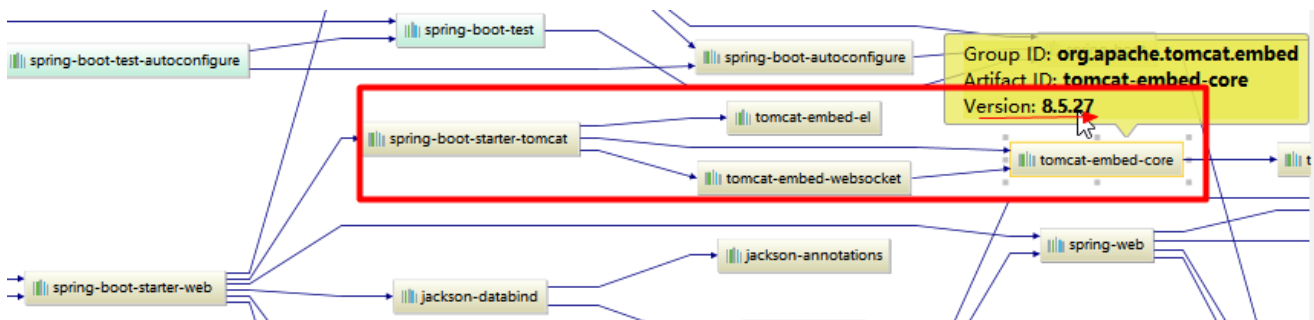 spring-boot-test
spring-boot-test-autoconfigure
spring-boot-autoconfigure
Group ID: org.apache.tomcat.embed
Artifact ID: tomcat-embed-core
Version: 8.5.27
tomcat-embed-el
spring-boot-starter-tomcat
tomcat-embed-core
t
tomcat-embed-websocket
spring-web
jackson-annotations
spring-boot-starter-web
jackson-databind